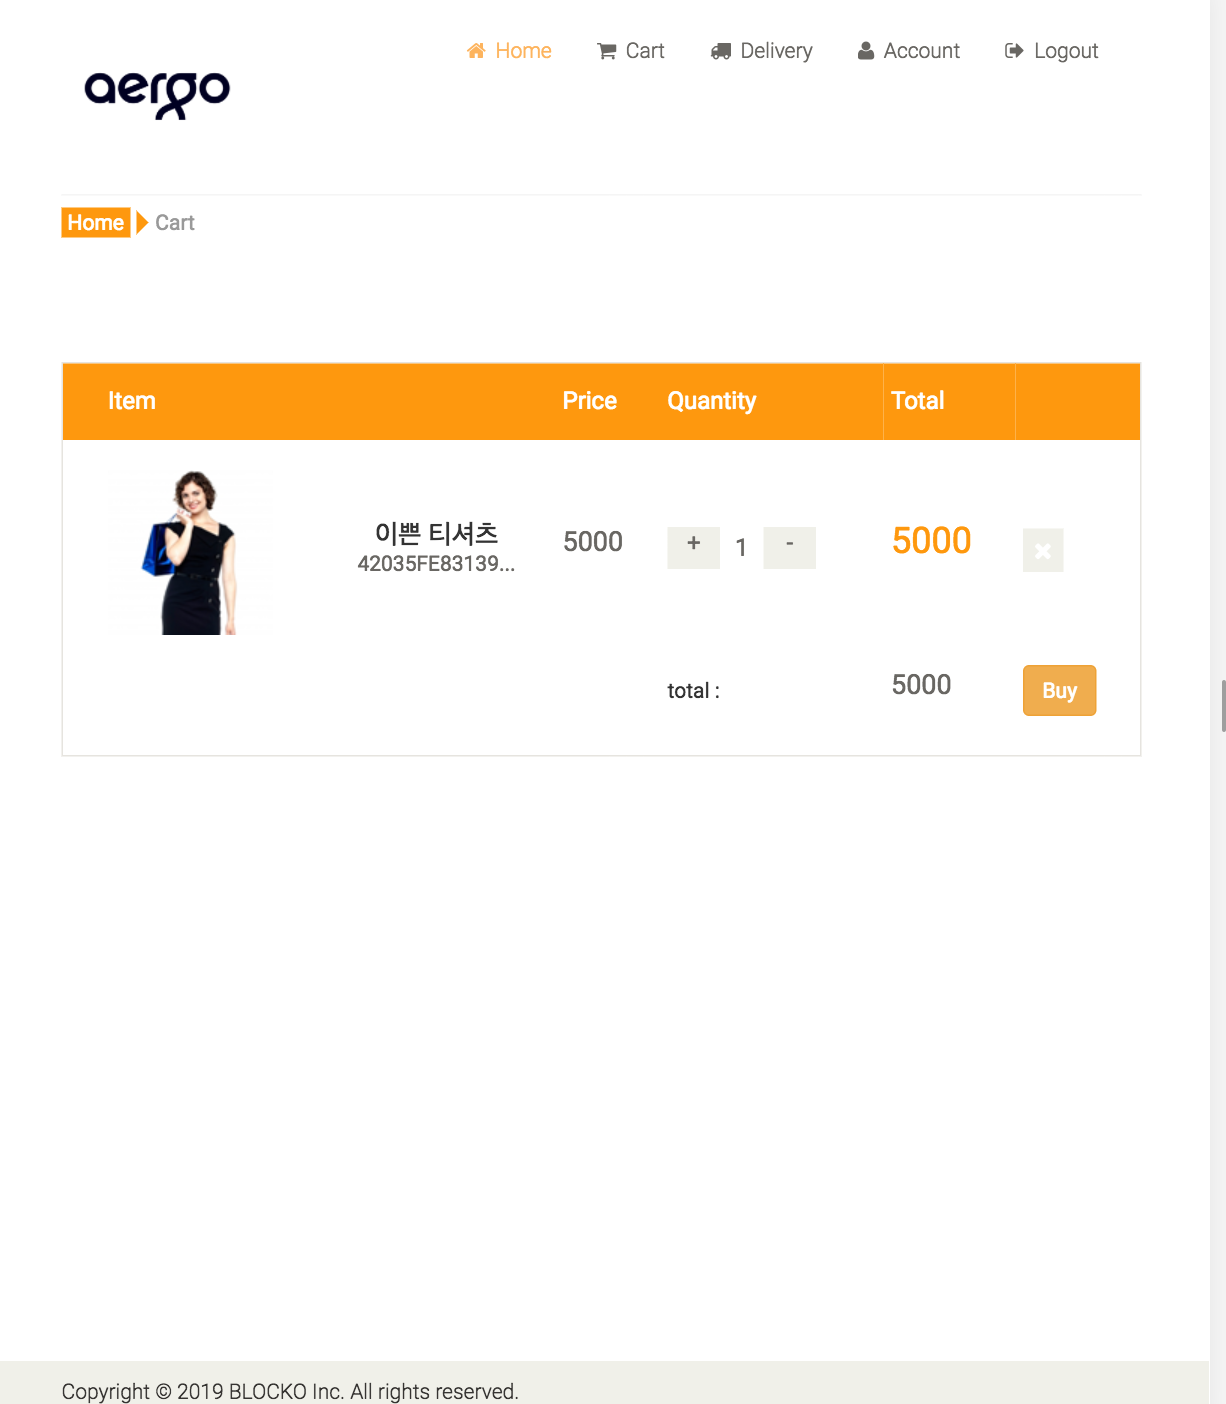 aergo
Home Cart Delivery Account Logout
Home Cart
Item Price Quantity Total
이쁜 티셔츠
42035FE83139...
5000 + 1 - 5000
total : 5000 Buy
Copyright © 2019 BLOCKO Inc. All rights reserved.